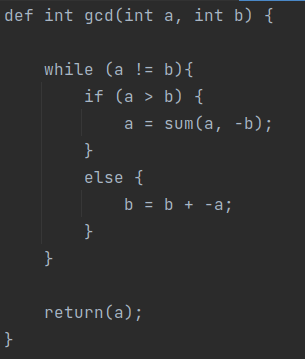 def int gcd(int a, int b) {
    while (a != b){
        if (a > b) {
            a = sum(a, -b);
        }
        else {
            b = b + -a;
        }
    }
    return(a);
}